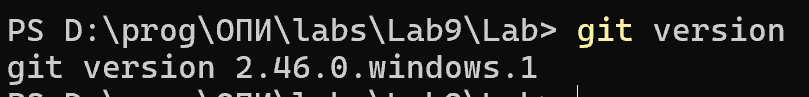 PS D:\prog\ОПИ\labs\Lab9\Lab> git version
git version 2.46.0.windows.1